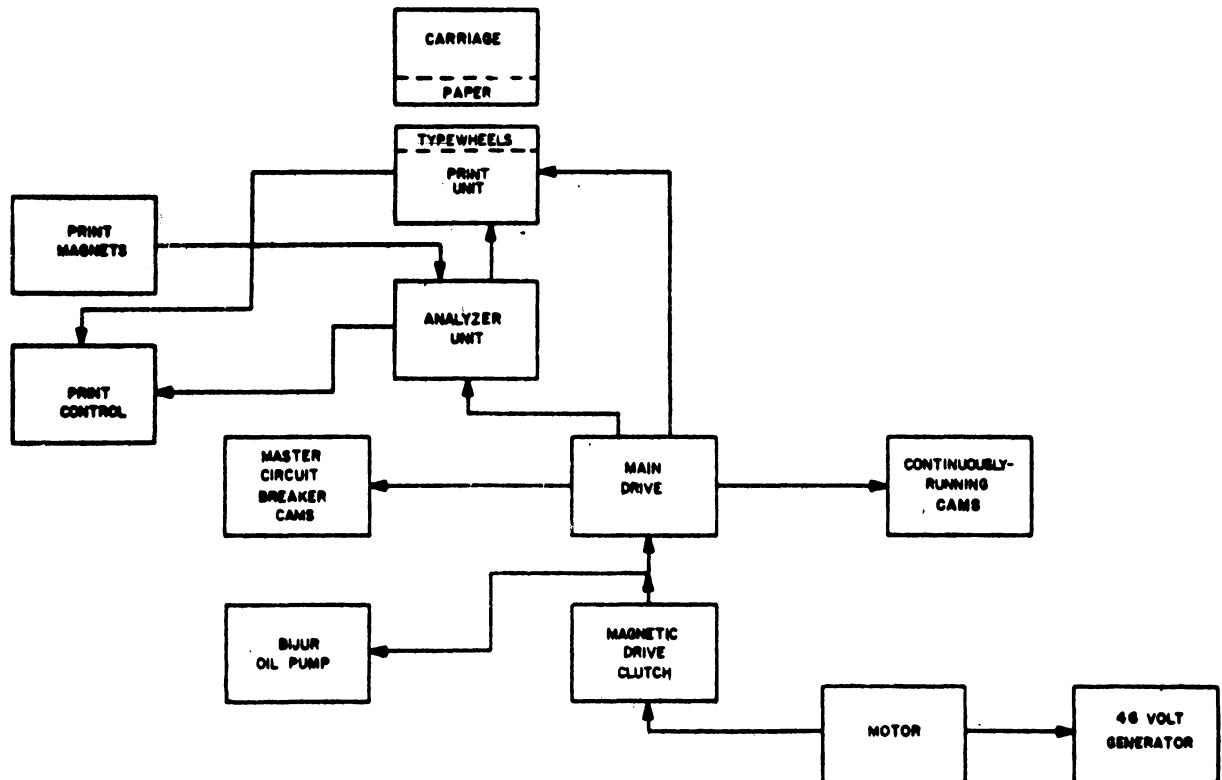 CARRIAGE
PAPER
TYPEWHEELS
PRINT
UNIT
PRINT
MAGNETS
ANALYZER
UNIT
PRINT
CONTROL
MASTER
CIRCUIT
BREAKER
CAMS
MAIN
DRIVE
CONTINUOUSLY-
RUNNING
CAMS
BIJUR
OIL PUMP
MAGNETIC
DRIVE
CLUTCH
MOTOR
46 VOLT
GENERATOR